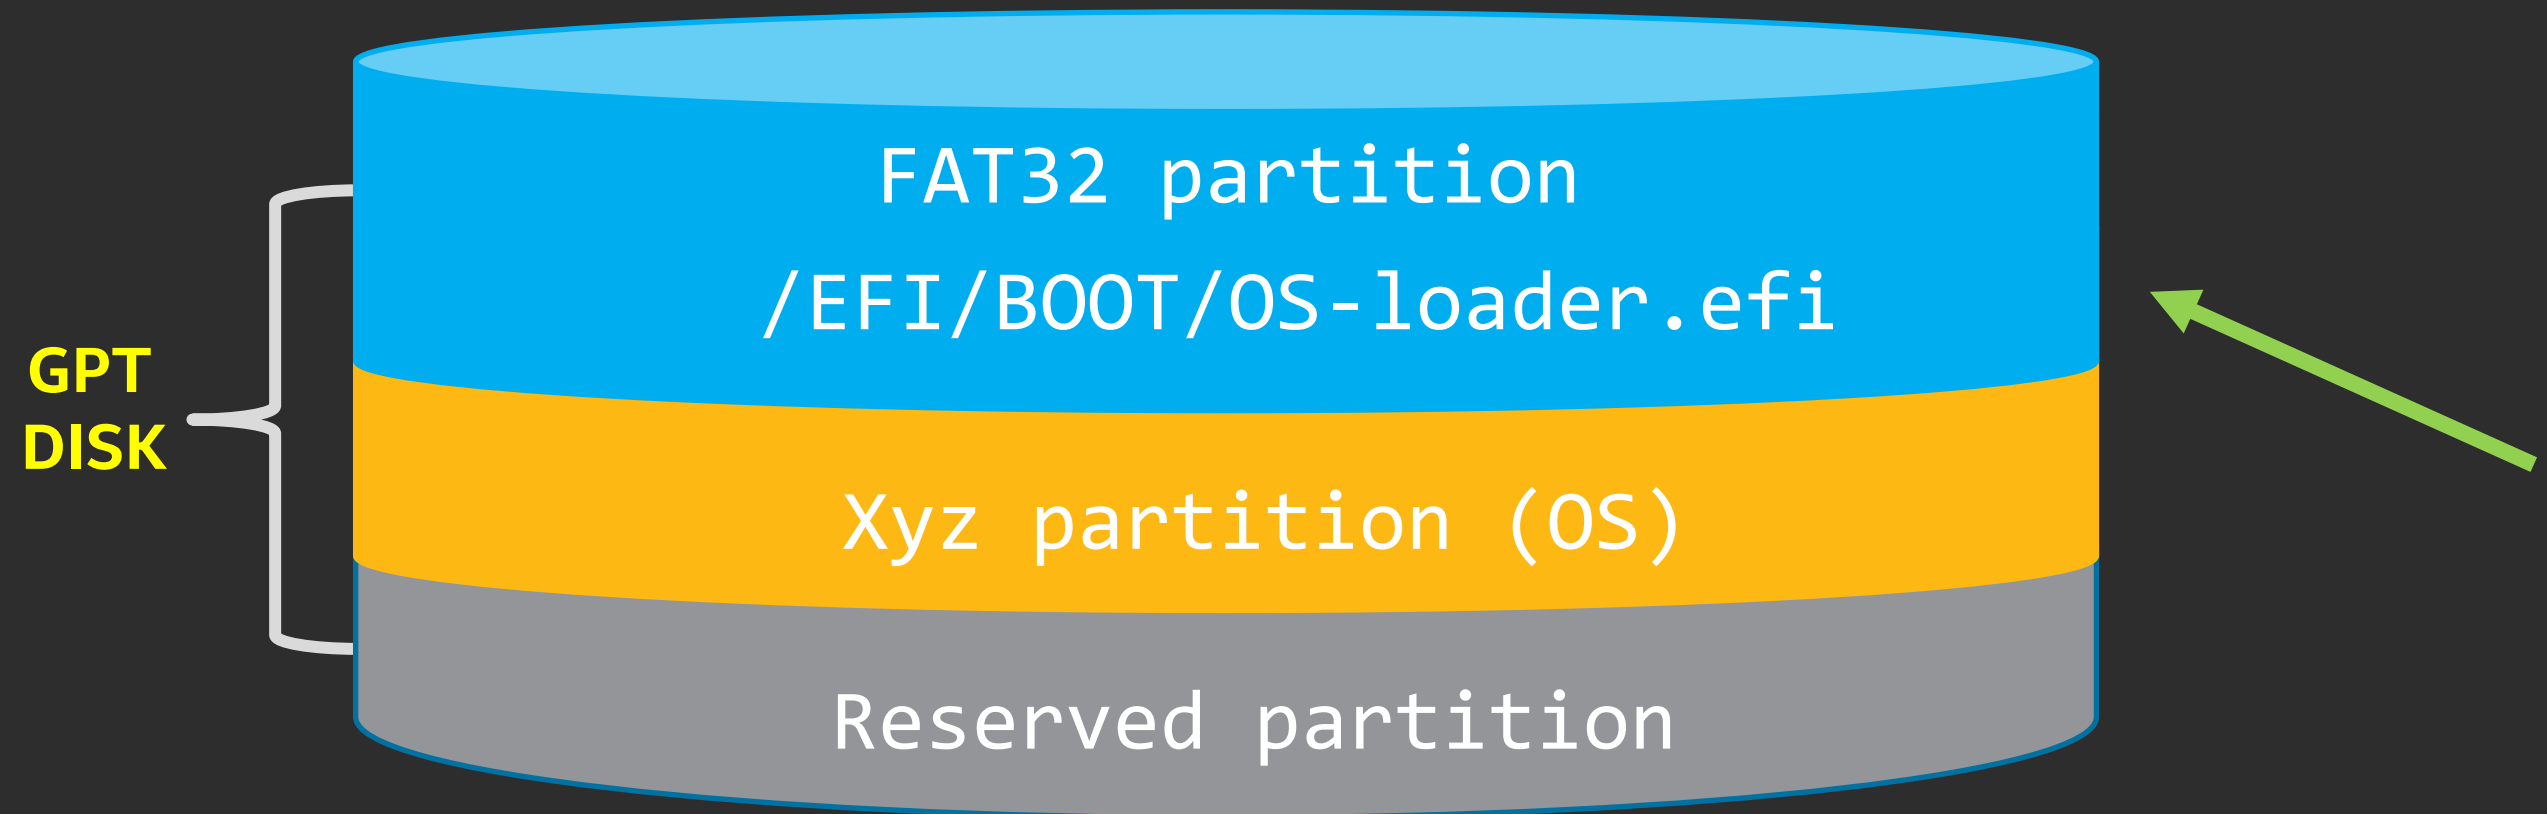 FAT32 partition
/EFI/BOOT/OS-loader.efi
GPT
DISK
Xyz partition (OS)
Reserved partition